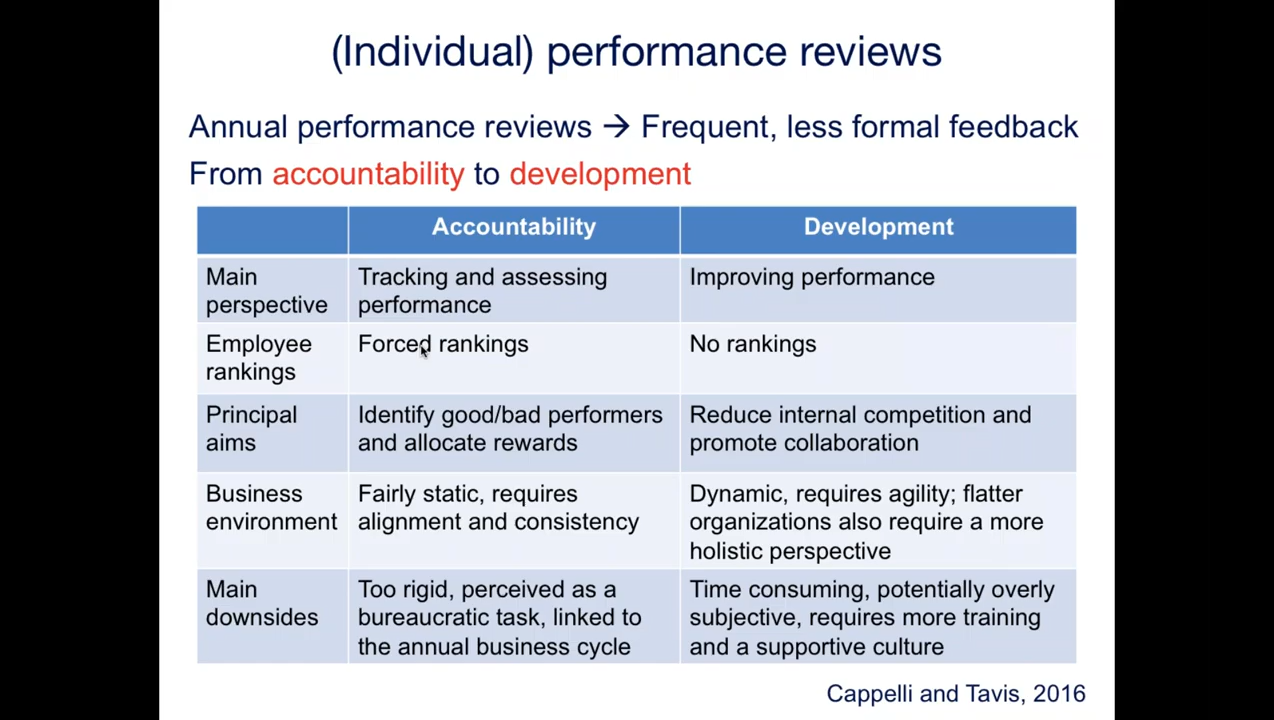 (Individual) performance reviews
Annual performance reviews → Frequent, less formal feedback
From accountability to development
Accountability
Development
Main
perspective
Tracking and assessing
performance
Improving performance
Employee
rankings
Forced rankings
No rankings
Principal
aims
Identify good/bad performers
and allocate rewards
Reduce internal competition and
promote collaboration
Business
environment
Fairly static, requires
alignment and consistency
Dynamic, requires agility; flatter
organizations also require a more
holistic perspective
Main
downsides
Too rigid, perceived as a
bureaucratic task, linked to
the annual business cycle
Time consuming, potentially overly
subjective, requires more training
and a supportive culture
Cappelli and Tavis, 2016